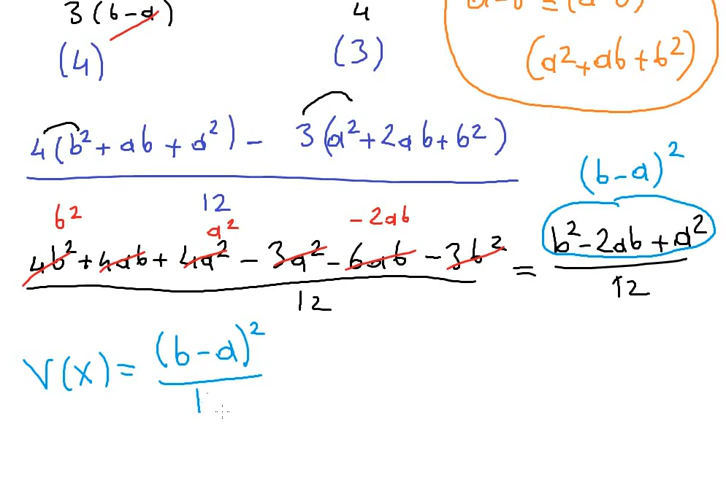 3(b-a) 4
(4) (3)
(a²+ab+b²)
4(b²+ab+a²) - 3(a²+2ab+b²)
12
(b-a)²
b² a² -2ab
4b²+4ab+4a²-3a²-6ab-3b² = b²-2ab+a²
12 12
V(x) = (b-a)²
1